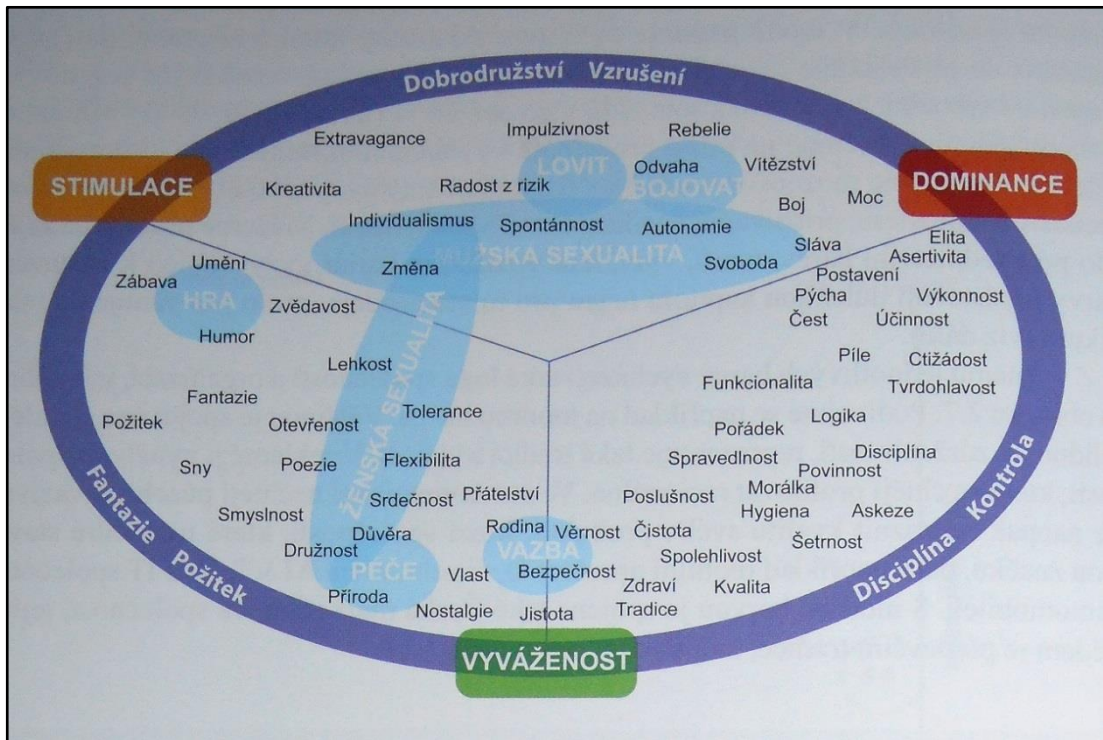 Dobrodružství Vzrušení
Impulzivnost
Rebelie
Extravagance
LOVIT
Odvaha
Vítězství
STIMULACE
DOMINANCE
Kreativita
Radost z rizik
BOJOVAT
Boj
Moc
Individualismus
Spontánnost
Autonomie
Elita
MUŽSKÁ SEXUALITA
Sláva
Asertivita
Umění
Změna
Svoboda
Postavení
Zábava
HRA
Zvědavost
Pýcha
Výkonnost
Humor
Čest
Účinnost
Lehkost
Píle
Ctižádost
Funkcionalita
Tvrdohlavost
Fantazie
Tolerance
Logika
Požitek
Otevřenost
ŽENSKÁ SEXUALITA
Pořádek
Disciplína
Sny
Poezie
Flexibilita
Spravedlnost
Povinnost
Srdečnost
Přátelství
Poslušnost
Morálka
Smyslnost
Hygiena
Askeze
Důvěra
Rodina
Věrnost
Čistota
Družnost
VAZBA
Spolehlivost
Šetrnost
PÉČE
Vlast
Bezpečnost
Příroda
Zdraví
Kvalita
Nostalgie
Jistota
Tradice
Fantazie Požitek
Disciplína Kontrola
VYVÁŽENOST